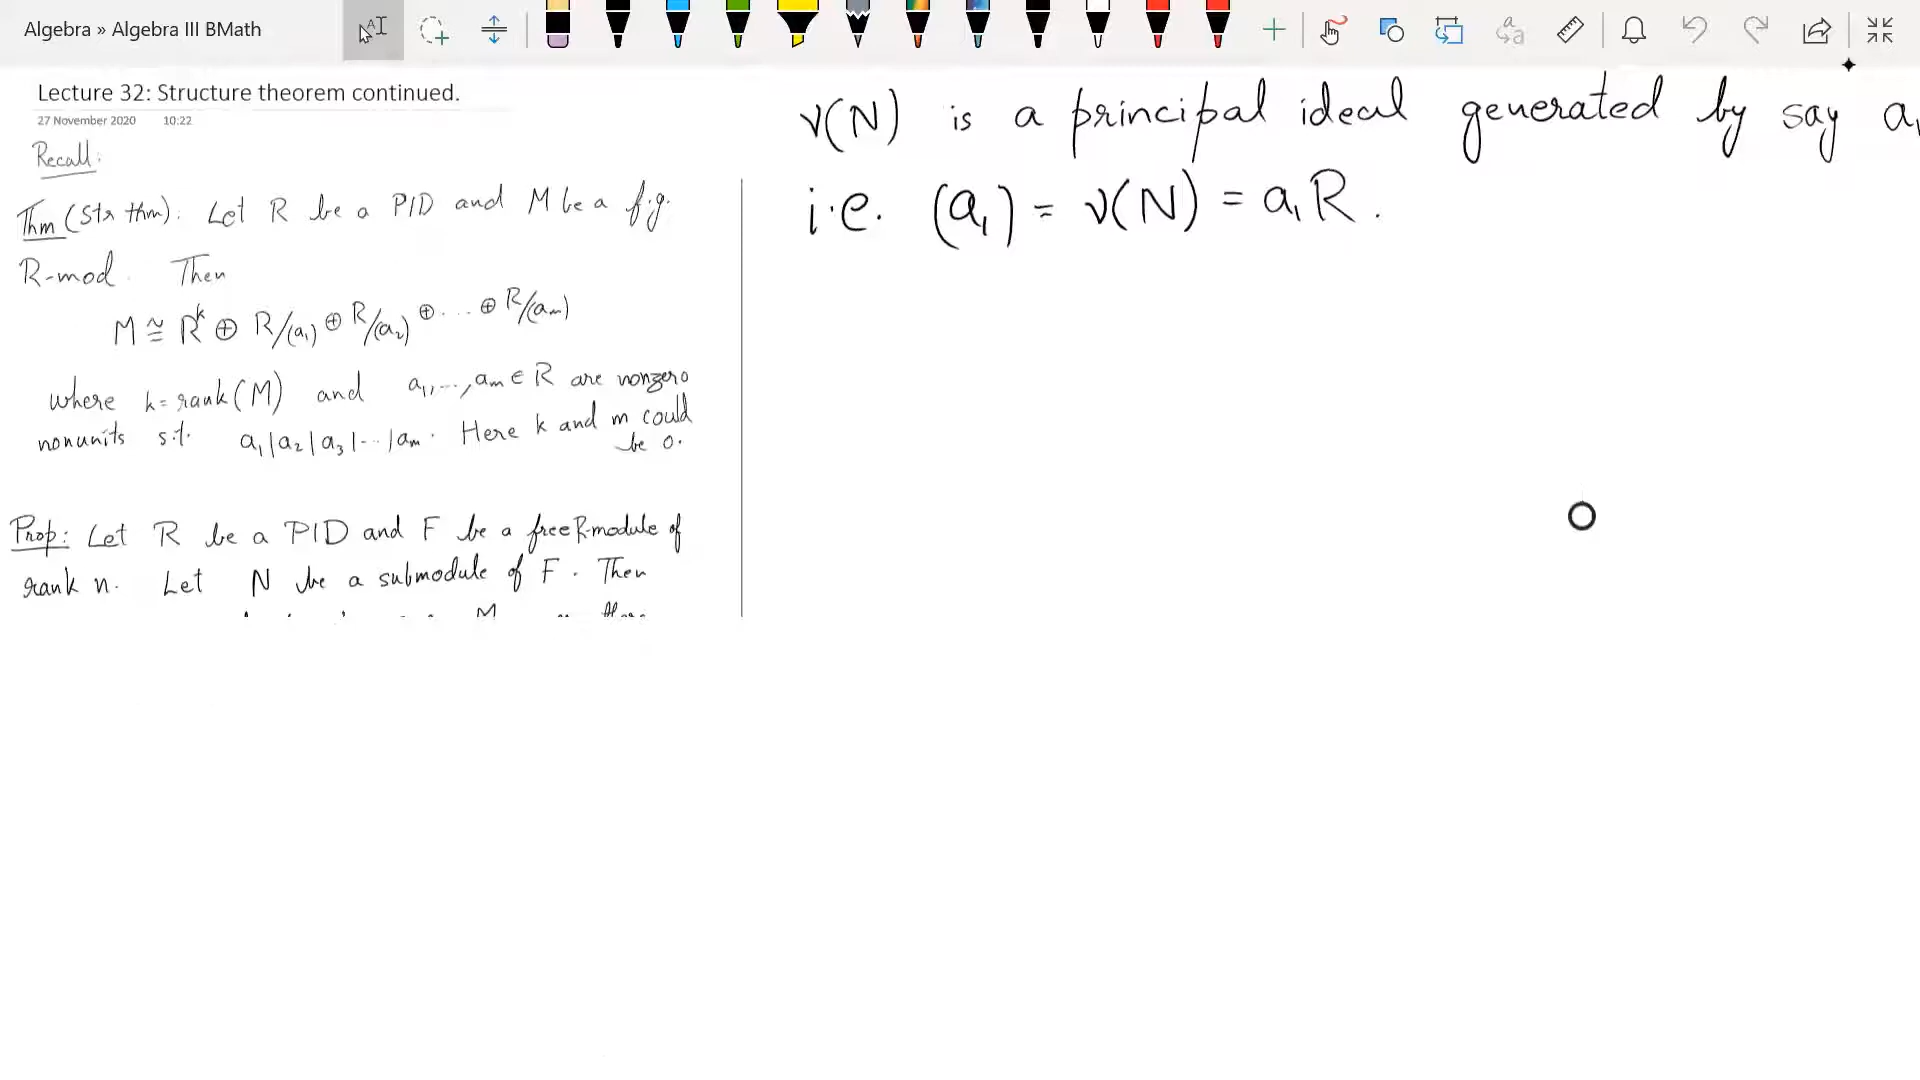 Algebra » Algebra III BMath
Lecture 32: Structure theorem continued.
27 November 2020 10:22
Recall:
Thm (Str thm). Let R be a PID and M be a f.g.
R-mod. Then
M ≅ R^k ⊕ R/(a₁) ⊕ R/(a₂) ⊕ ... ⊕ R/(aₘ)
where k = rank(M) and a₁, ..., aₘ ∈ R are nonzero
nonunits s.t. a₁|a₂|a₃|...|aₘ. Here k and m could
be 0.
Prop: Let R be a PID and F be a free R-module of
rank n. Let N be a submodule of F. Then
ν(N) is a principal ideal generated by say a₁
i.e. (a₁) = ν(N) = a₁R.